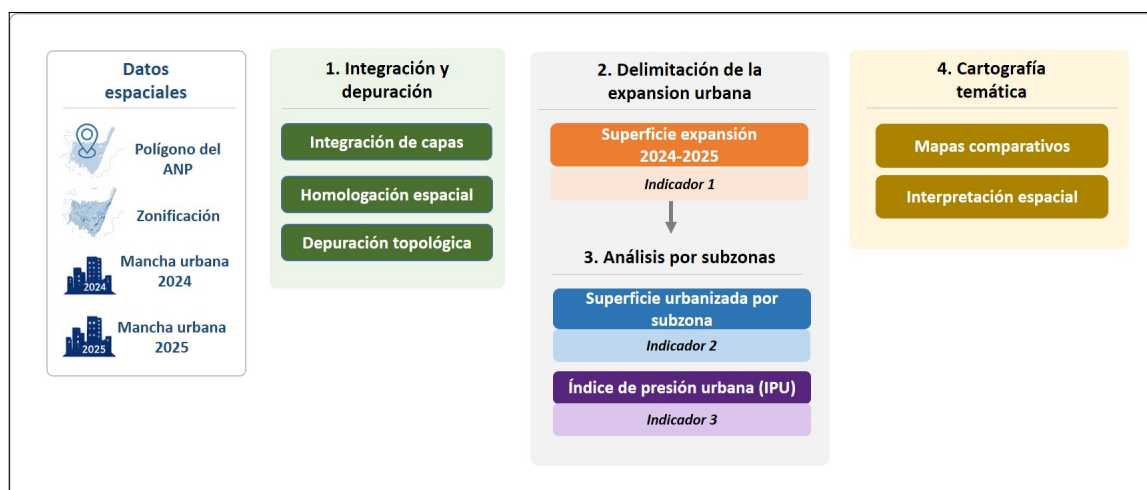 Datos
espaciales
Polígono del
ANP
Zonificación
Mancha urbana
2024
2024
Mancha urbana
2025
2025
1. Integración y
depuración
Integración de capas
Homologación espacial
Depuración topológica
2. Delimitación de la
expansion urbana
Superficie expansión
2024-2025
Indicador 1
3. Análisis por subzonas
Superficie urbanizada por
subzona
Indicador 2
Índice de presión urbana (IPU)
Indicador 3
4. Cartografía
temática
Mapas comparativos
Interpretación espacial